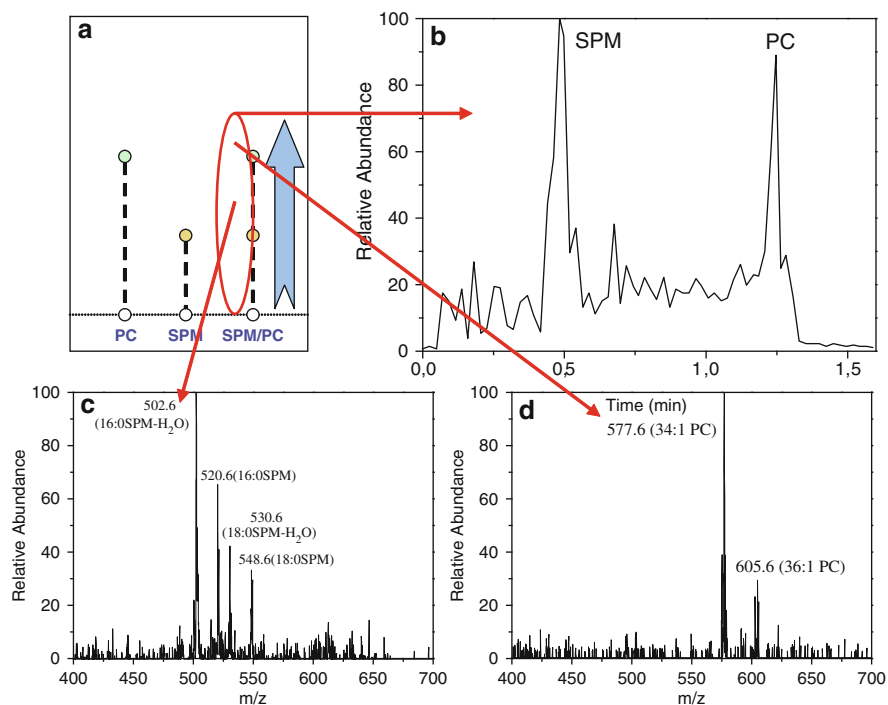 a
PC SPM SPM/PC
b
SPM PC
Relative Abundance
100
80
60
40
20
0
0,0 0,5 1,0 1,5
Time (min)
c
502.6
(16:0SPM-H₂O)
520.6(16:0SPM)
530.6
(18:0SPM-H₂O)
548.6(18:0SPM)
Relative Abundance
100
80
60
40
20
0
400 450 500 550 600 650 700
m/z
d
577.6 (34:1 PC)
605.6 (36:1 PC)
Relative Abundance
100
80
60
40
20
0
400 450 500 550 600 650 700
m/z